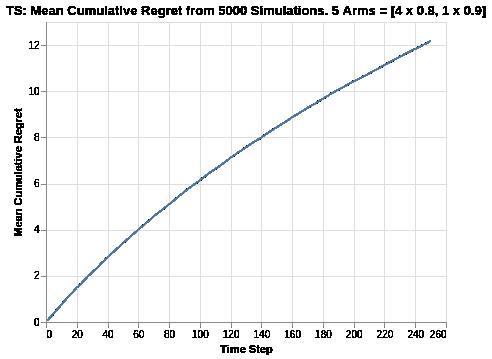 TS: Mean Cumulative Regret from 5000 Simulations. 5 Arms = [4 x 0.8, 1 x 0.9]
Mean Cumulative Regret
12
10
8
6
4
2
0
0 20 40 60 80 100 120 140 160 180 200 220 240 260
Time Step